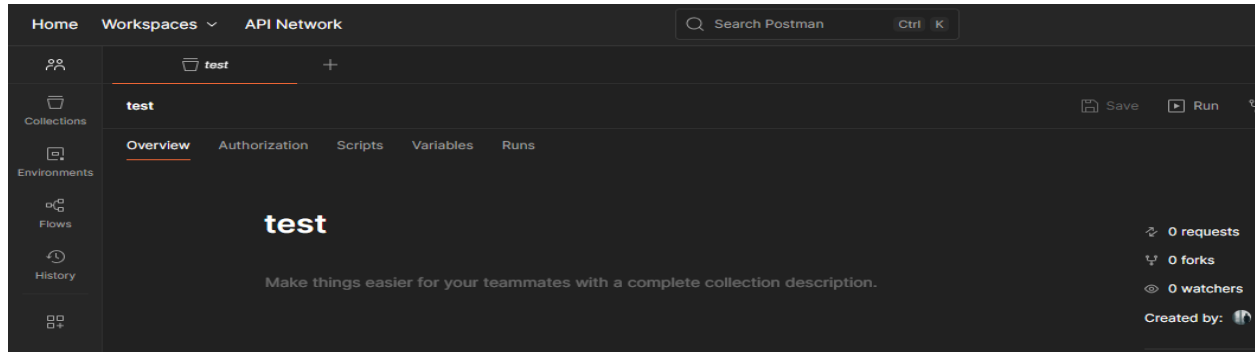 Home Workspaces API Network Search Postman Ctrl K
test
test Save Run
Collections
Overview Authorization Scripts Variables Runs
Environments
Flows
History
test
Make things easier for your teammates with a complete collection description.
0 requests
0 forks
0 watchers
Created by: